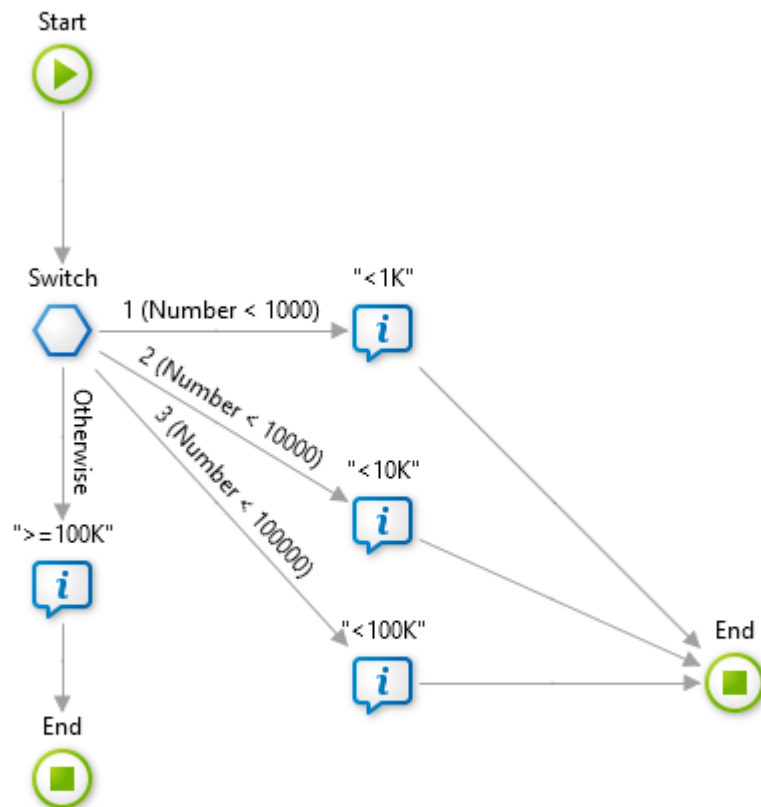 Start
Switch
1 (Number < 1000)
"<1K"
2 (Number < 10000)
Otherwise
3 (Number < 100000)
"<10K"
">=100K"
"<100K"
End
End